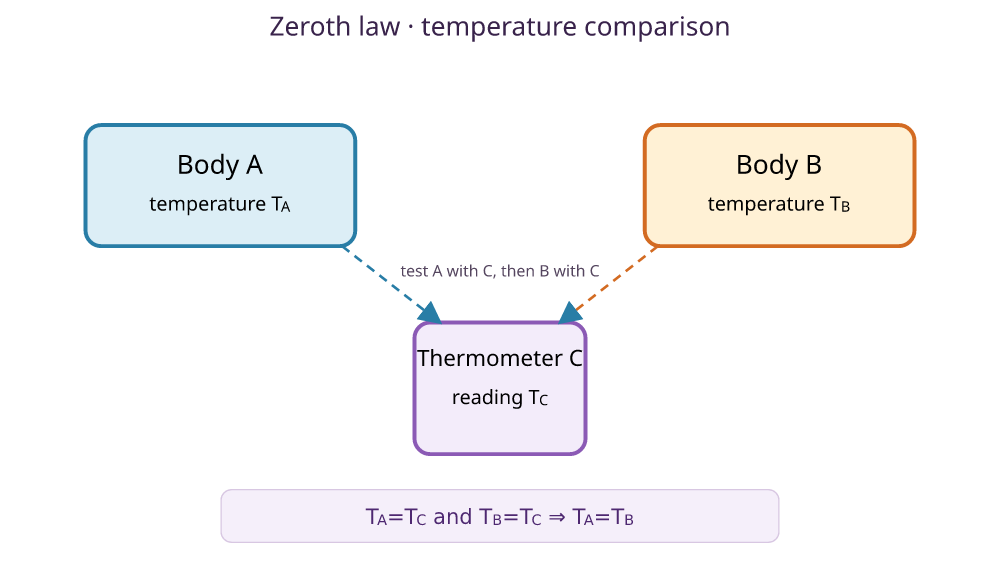 Zeroth law · temperature comparison
Body A
temperature TA
Body B
temperature TB
test A with C, then B with C
Thermometer C
reading TC
TA=TC and TB=TC ⇒ TA=TB